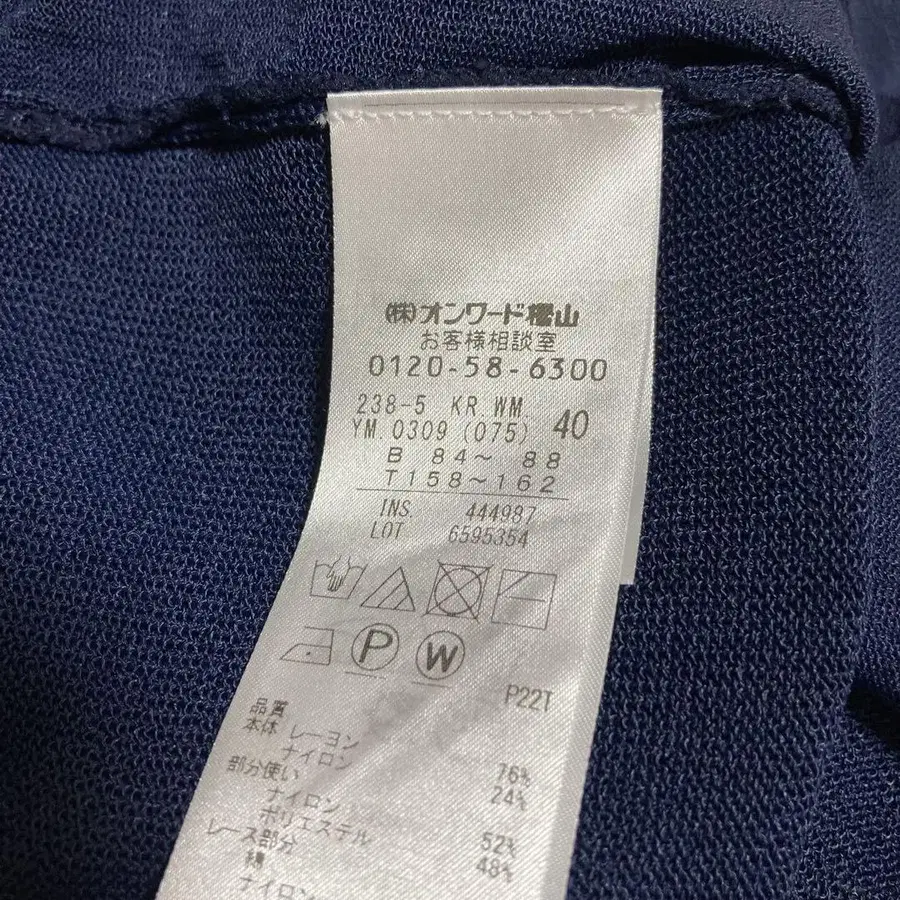 (株)オンワード樫山
お客様相談室
0120-58-6300
238-5 KR.WM
YM.0309 (075) 40
B 84～ 88
T158～162
INS. 444987
LOT 6595354
P W
P22T
品質
本体 レーヨン 76%
ナイロン 24%
部分使い
ナイロン 52%
ポリエステル 48%
レース部分
綿
ナイロン